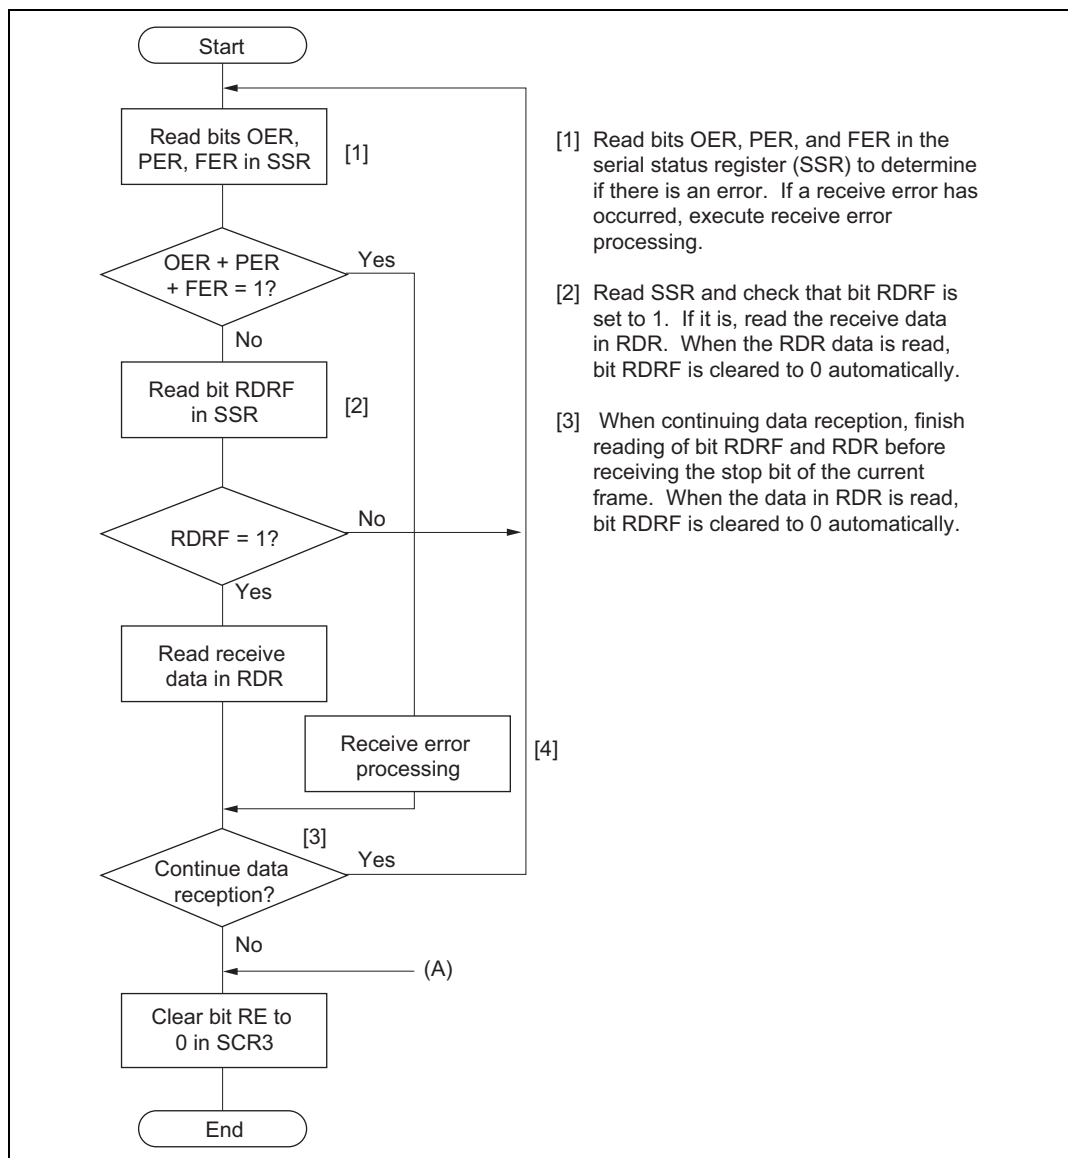 Start
Read bits OER,
PER, FER in SSR
[1]
OER + PER
+ FER = 1?
Yes
No
Read bit RDRF
in SSR
[2]
RDRF = 1?
No
Yes
Read receive
data in RDR
Receive error
processing
[4]
[3]
Continue data
reception?
Yes
No
(A)
Clear bit RE to
0 in SCR3
End
[1] Read bits OER, PER, and FER in the
serial status register (SSR) to determine
if there is an error. If a receive error has
occurred, execute receive error
processing.
[2] Read SSR and check that bit RDRF is
set to 1. If it is, read the receive data
in RDR. When the RDR data is read,
bit RDRF is cleared to 0 automatically.
[3] When continuing data reception, finish
reading of bit RDRF and RDR before
receiving the stop bit of the current
frame. When the data in RDR is read,
bit RDRF is cleared to 0 automatically.